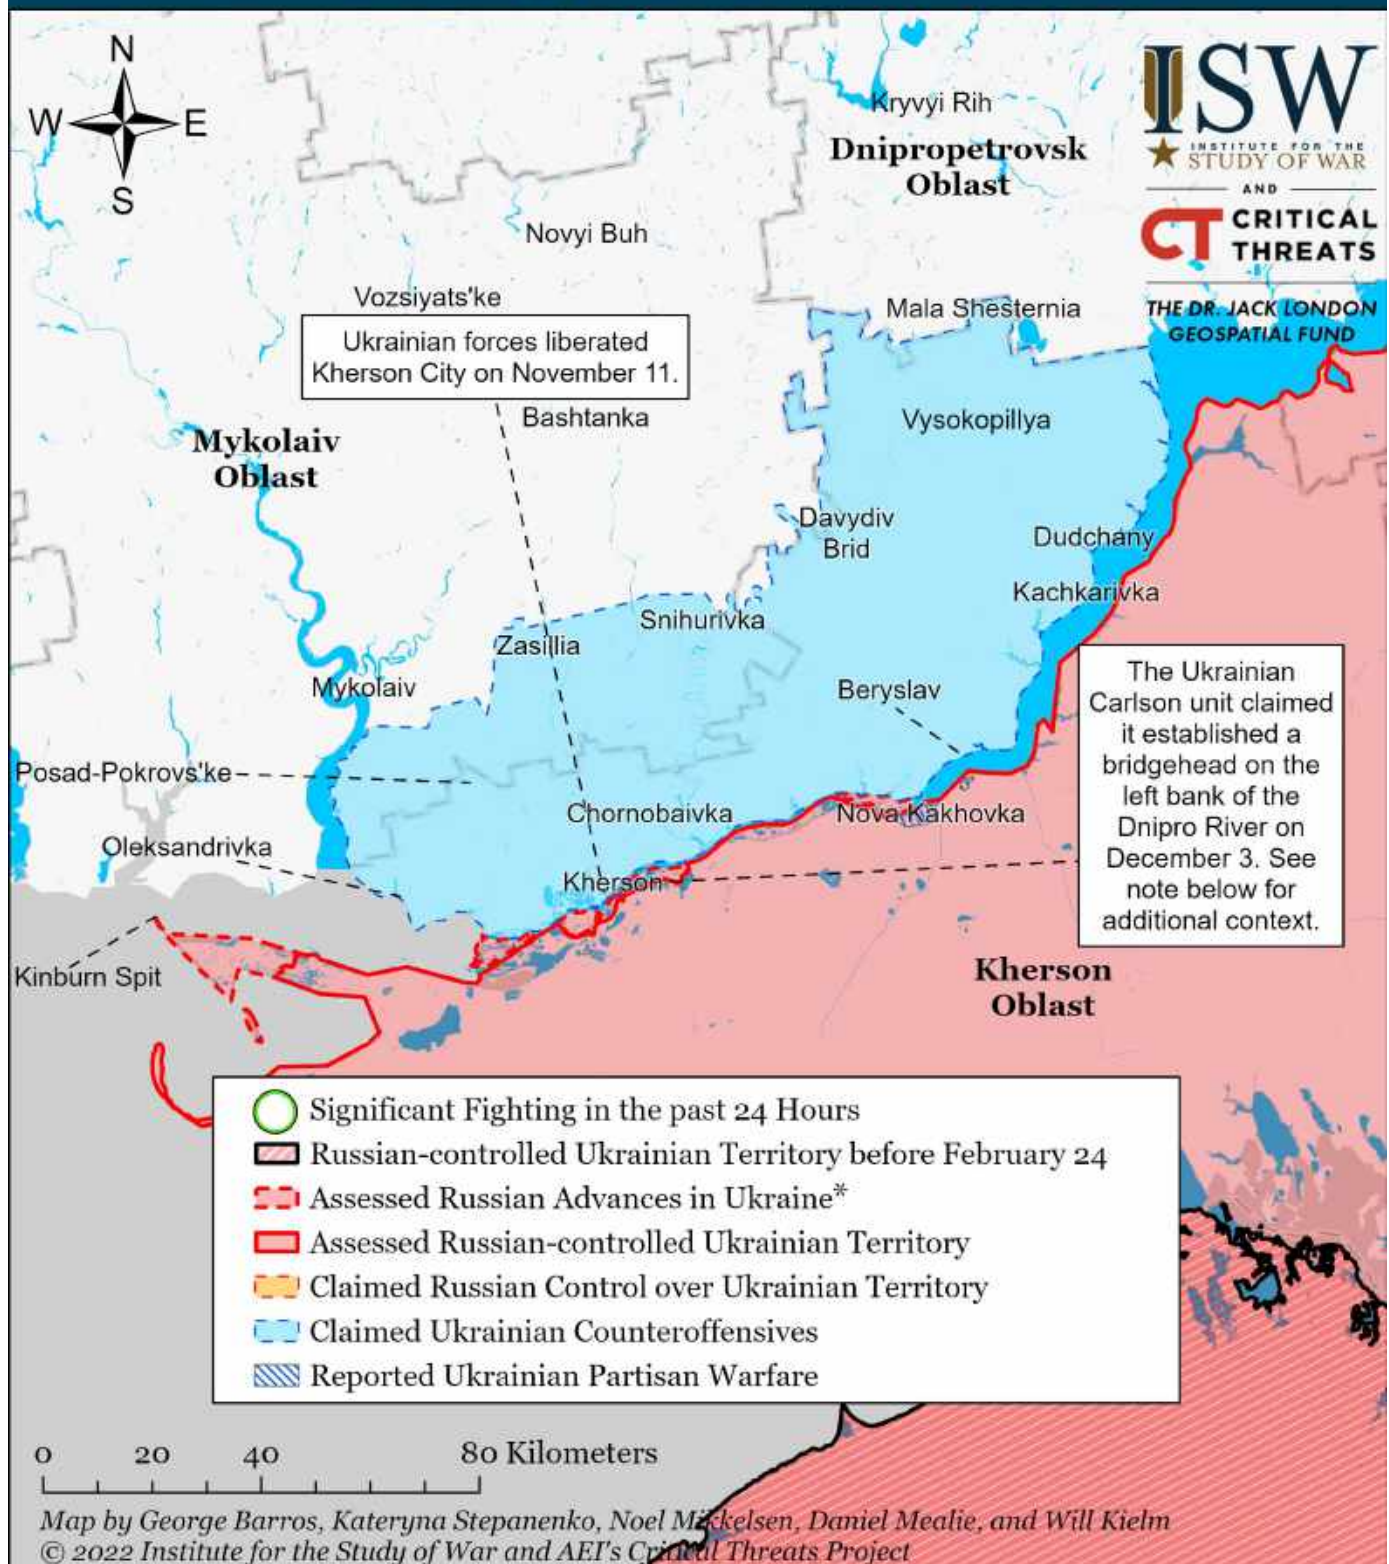 N
W
E
S
ISW
INSTITUTE FOR THE
STUDY OF WAR
AND
CT CRITICAL
THREATS
THE DR. JACK LONDON
GEOSPATIAL FUND
Kryvyi Rih
Dnipropetrovsk
Oblast
Novyi Buh
Vozsiyats'ke
Mala Shesternia
Ukrainian forces liberated
Kherson City on November 11.
Bashtanka
Vysokopillya
Mykolaiv
Oblast
Davydiv
Brid
Dudchany
Kachkarivka
Snihurivka
Zasillia
Mykolaiv
Beryslav
The Ukrainian
Carlson unit claimed
it established a
bridgehead on the
left bank of the
Dnipro River on
December 3. See
note below for
additional context.
Posad-Pokrovs'ke
Chornobaivka
Nova Kakhovka
Oleksandrivka
Kherson
Kinburn Spit
Kherson
Oblast
Significant Fighting in the past 24 Hours
Russian-controlled Ukrainian Territory before February 24
Assessed Russian Advances in Ukraine*
Assessed Russian-controlled Ukrainian Territory
Claimed Russian Control over Ukrainian Territory
Claimed Ukrainian Counteroffensives
Reported Ukrainian Partisan Warfare
0 20 40 80 Kilometers
Map by George Barros, Kateryna Stepanenko, Noel Mikkelsen, Daniel Mealie, and Will Kielm
© 2022 Institute for the Study of War and AEI's Critical Threats Project